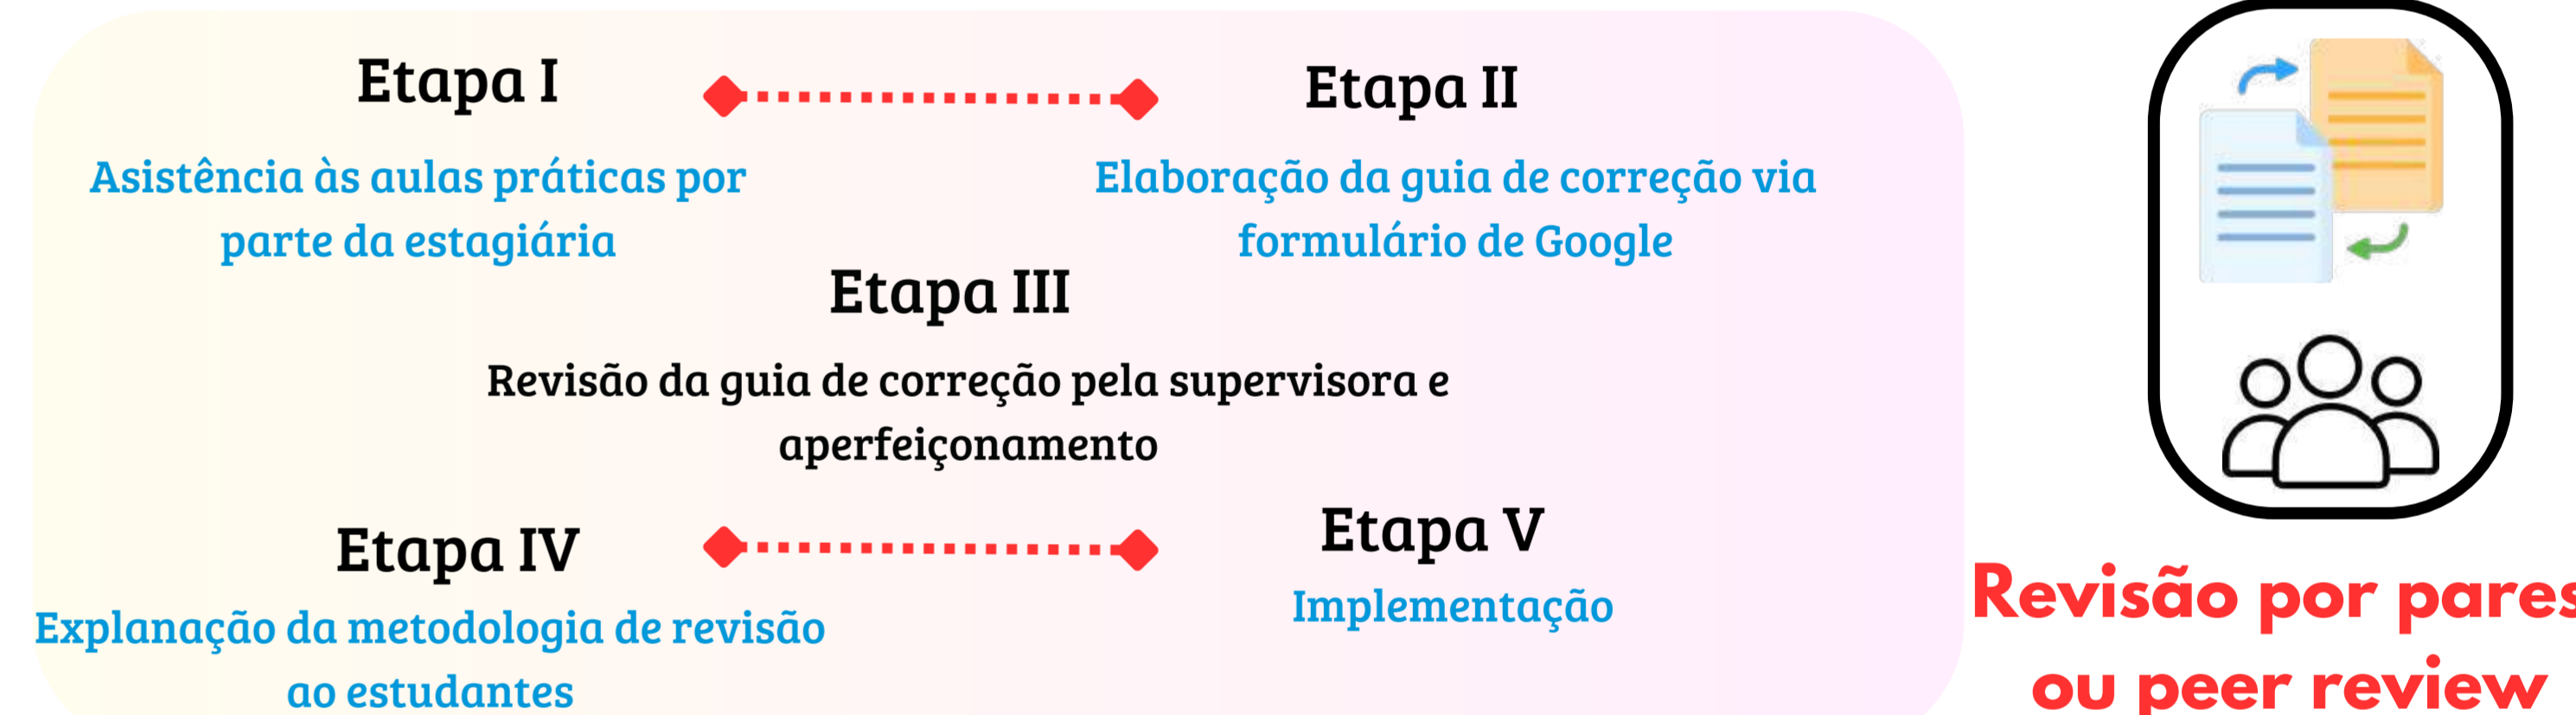 Etapa I
Asistência às aulas práticas por
parte da estagiária
Etapa II
Elaboração da guia de correção via
formulário de Google
Etapa III
Revisão da guia de correção pela supervisora e
aperfeiçonamento
Etapa IV
Explanação da metodologia de revisão
ao estudantes
Etapa V
Implementação
Revisão por pares
ou peer review